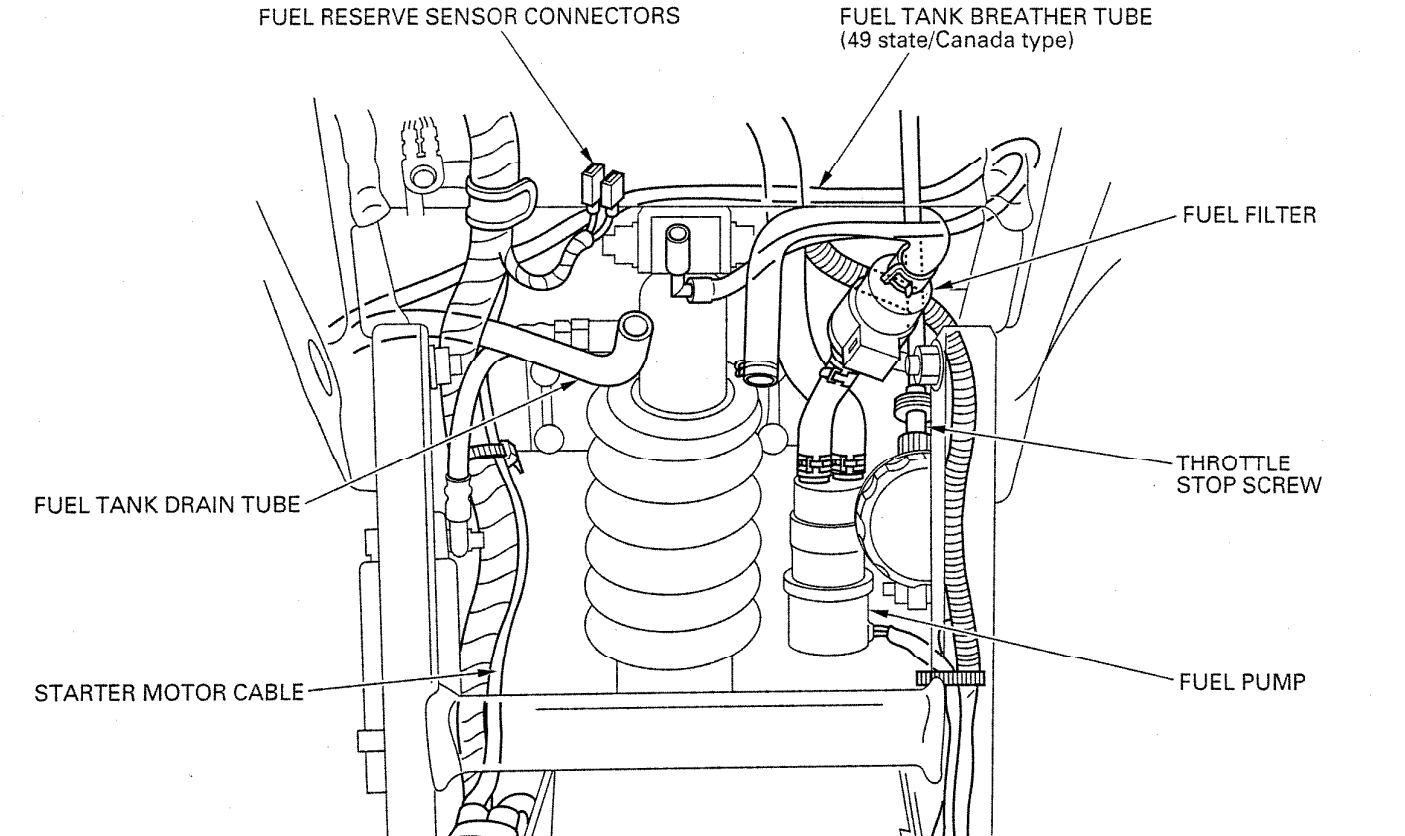 FUEL RESERVE SENSOR CONNECTORS
FUEL TANK BREATHER TUBE
(49 state/Canada type)
FUEL FILTER
THROTTLE
STOP SCREW
FUEL TANK DRAIN TUBE
FUEL PUMP
STARTER MOTOR CABLE